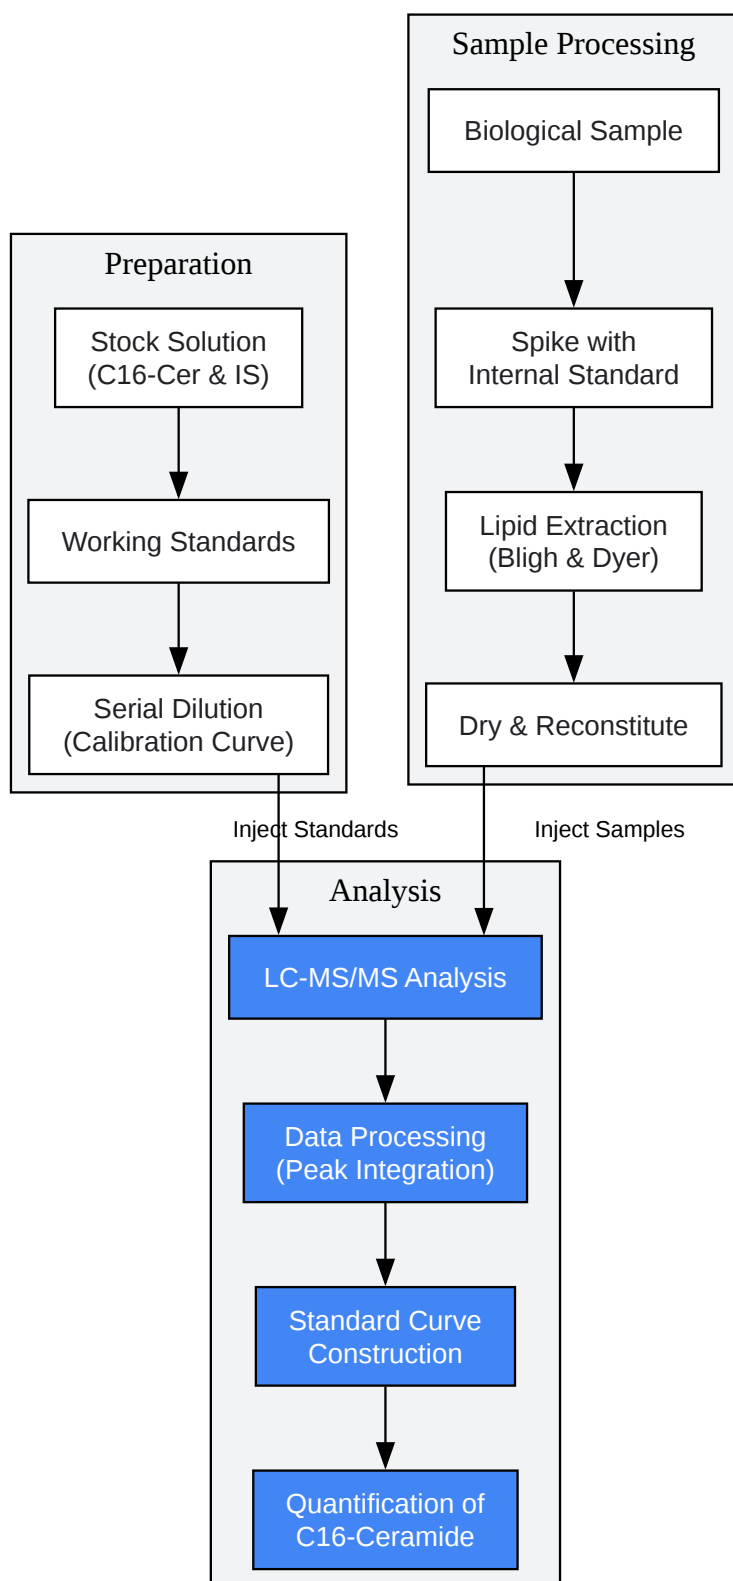 Sample Processing
Biological Sample
Spike with
Internal Standard
Lipid Extraction
(Bligh & Dyer)
Dry & Reconstitute
Preparation
Stock Solution
(C16-Cer & IS)
Working Standards
Serial Dilution
(Calibration Curve)
Inject Standards
Inject Samples
Analysis
LC-MS/MS Analysis
Data Processing
(Peak Integration)
Standard Curve
Construction
Quantification of
C16-Ceramide